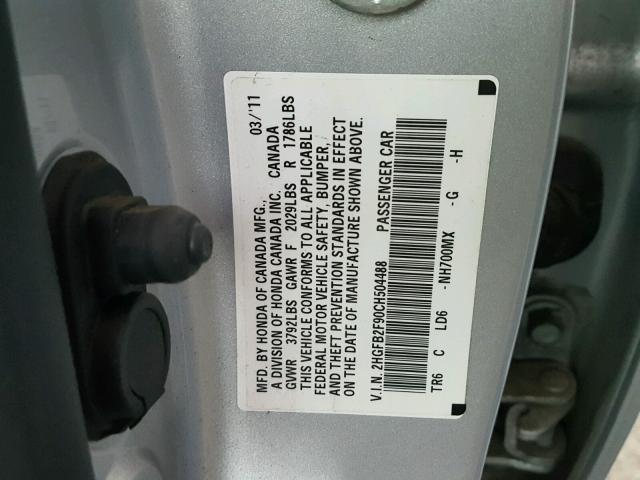 MFD. BY HONDA OF CANADA MFG., 03/'11
A DIVISION OF HONDA CANADA INC. CANADA
GVWR 3792LBS GAWR F 2029LBS R 1786LBS
THIS VEHICLE CONFORMS TO ALL APPLICABLE
FEDERAL MOTOR VEHICLE SAFETY, BUMPER,
AND THEFT PREVENTION STANDARDS IN EFFECT
ON THE DATE OF MANUFACTURE SHOWN ABOVE.
V.I.N. 2HGFB2F90CH504488 PASSENGER CAR
TR6 C LD6 -NH700MX -G -H